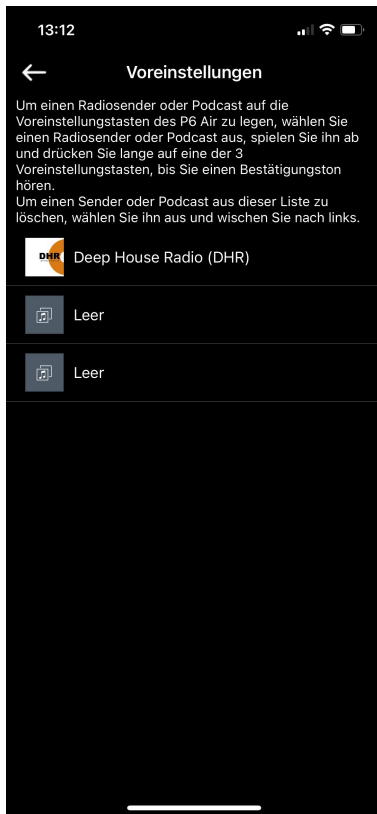 13:12
Voreinstellungen
Um einen Radiosender oder Podcast auf die
Voreinstellungstasten des P6 Air zu legen, wählen Sie
einen Radiosender oder Podcast aus, spielen Sie ihn ab
und drücken Sie lange auf eine der 3
Voreinstellungstasten, bis Sie einen Bestätigungston
hören.
Um einen Sender oder Podcast aus dieser Liste zu
löschen, wählen Sie ihn aus und wischen Sie nach links.
DHR
Deep House Radio (DHR)
Leer
Leer